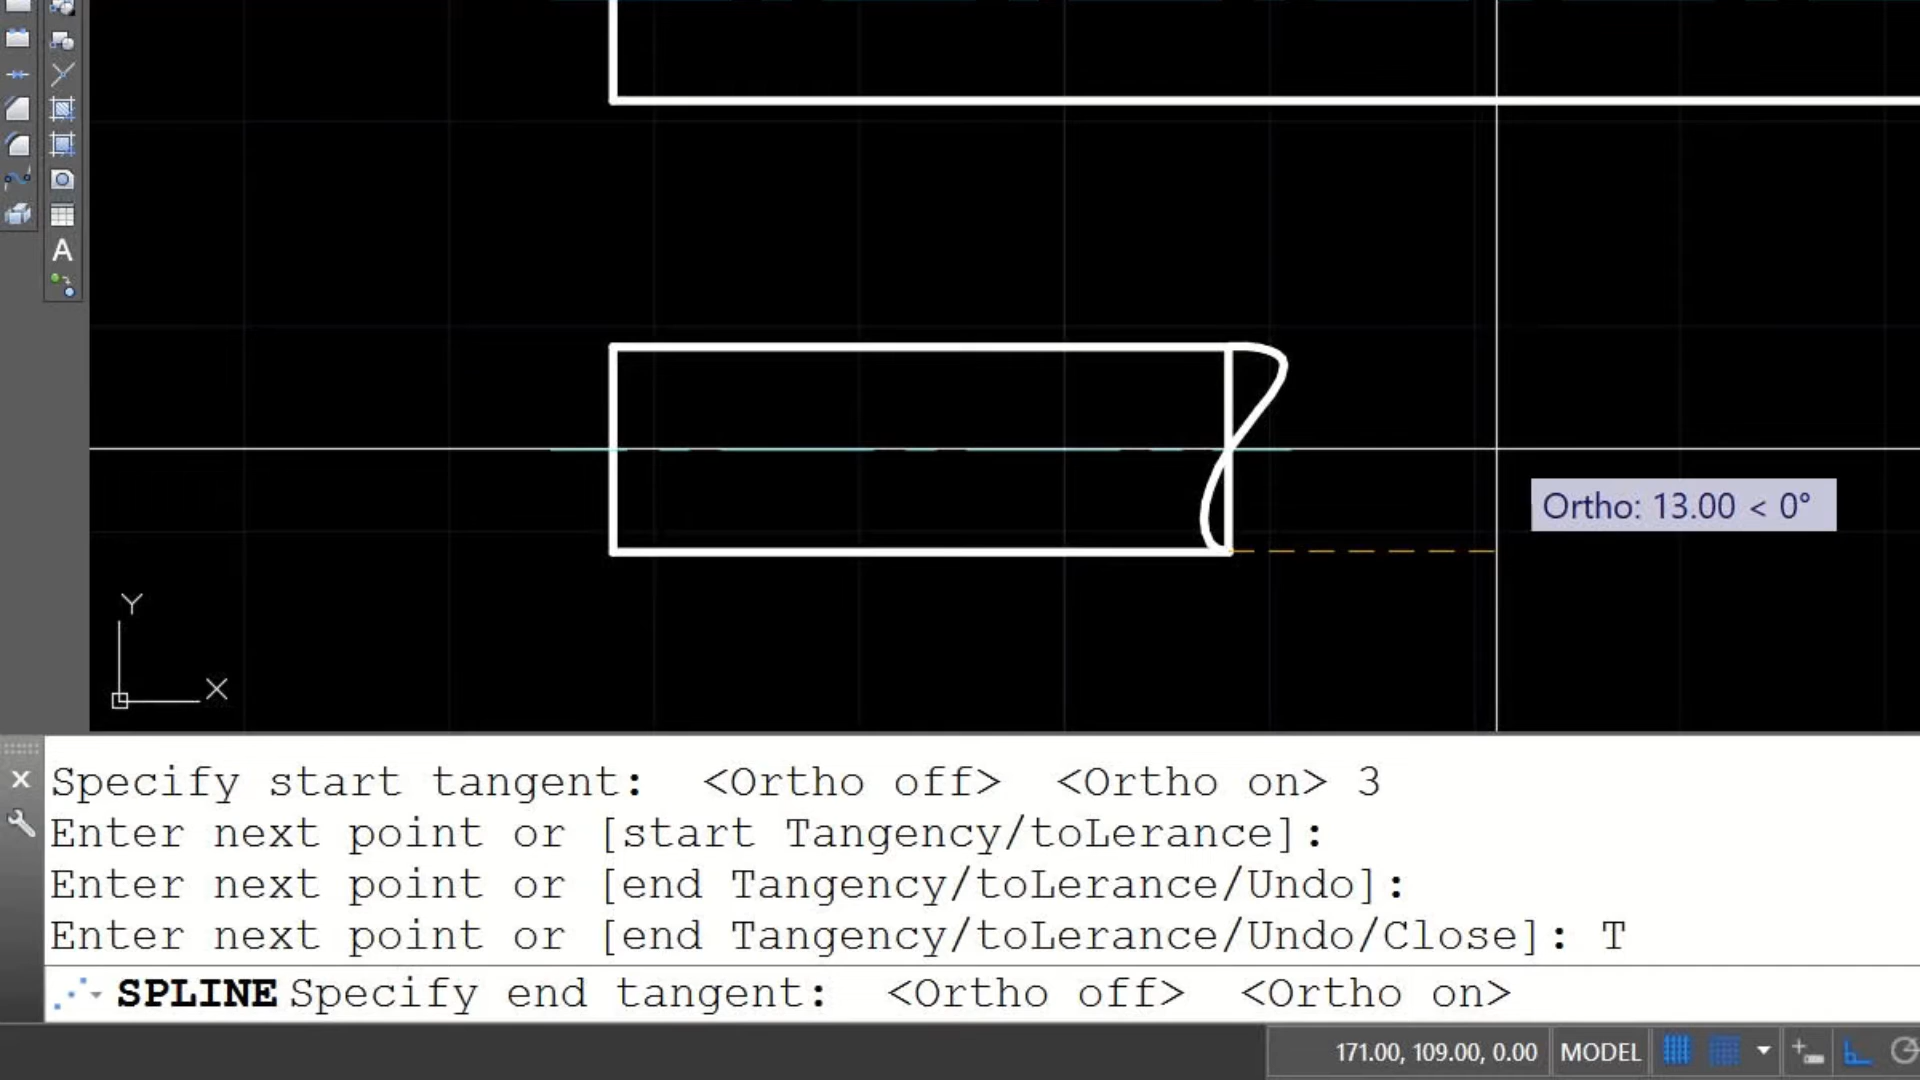 A
Ortho: 13.00 < 0°
Y
X
Specify start tangent:  <Ortho off>  <Ortho on> 3
Enter next point or [start Tangency/toLerance]:
Enter next point or [end Tangency/toLerance/Undo]:
Enter next point or [end Tangency/toLerance/Undo/Close]: T
SPLINE Specify end tangent:  <Ortho off>  <Ortho on>
171.00, 109.00, 0.00 MODEL